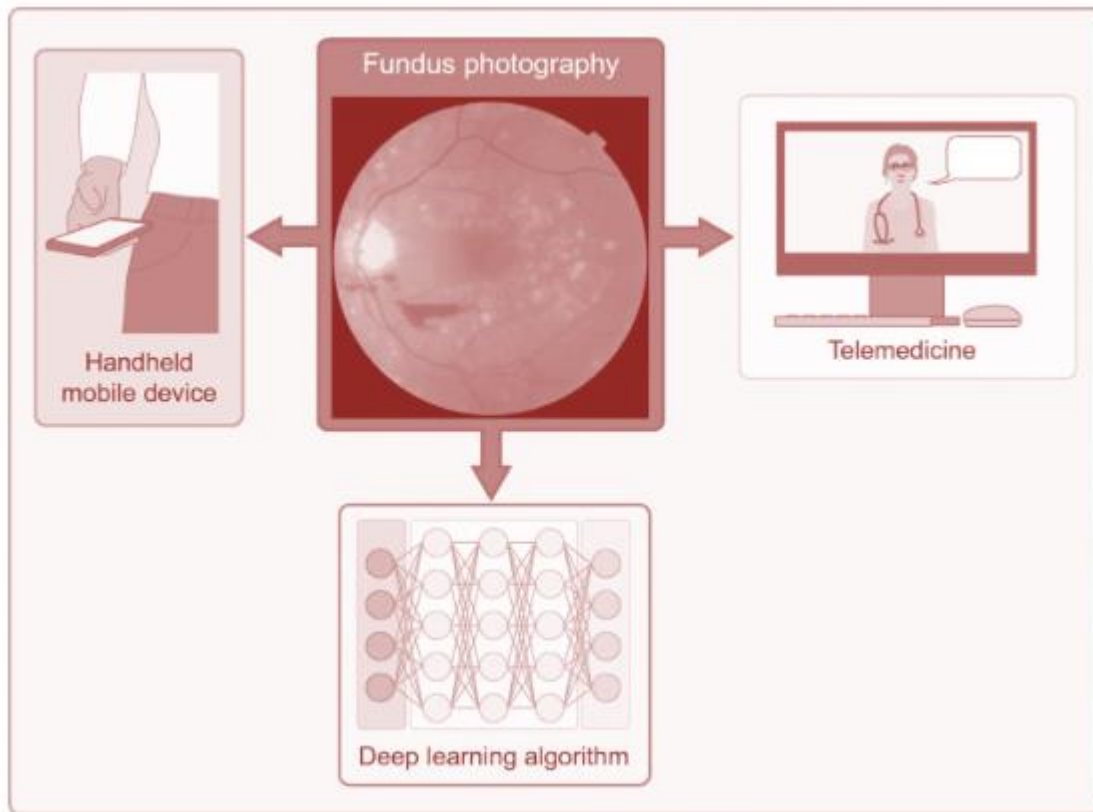 Fundus photography
Handheld
mobile device
Telemedicine
Deep learning algorithm